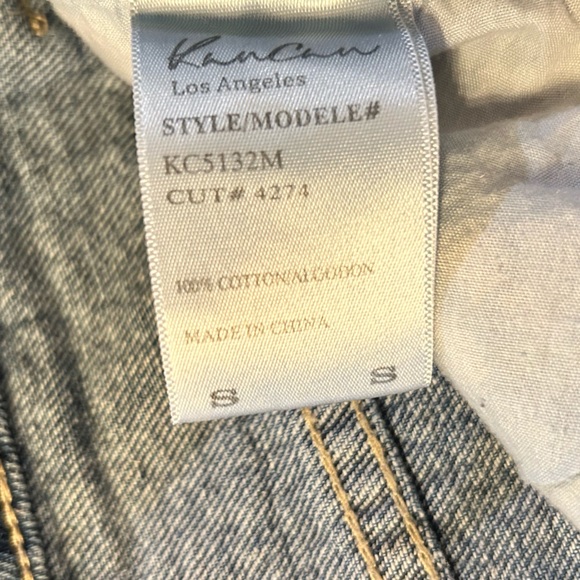 KanCan
Los Angeles
STYLE/MODELE#
KC5132M
CUT# 4274
100% COTTON/ALGODON
MADE IN CHINA
S S